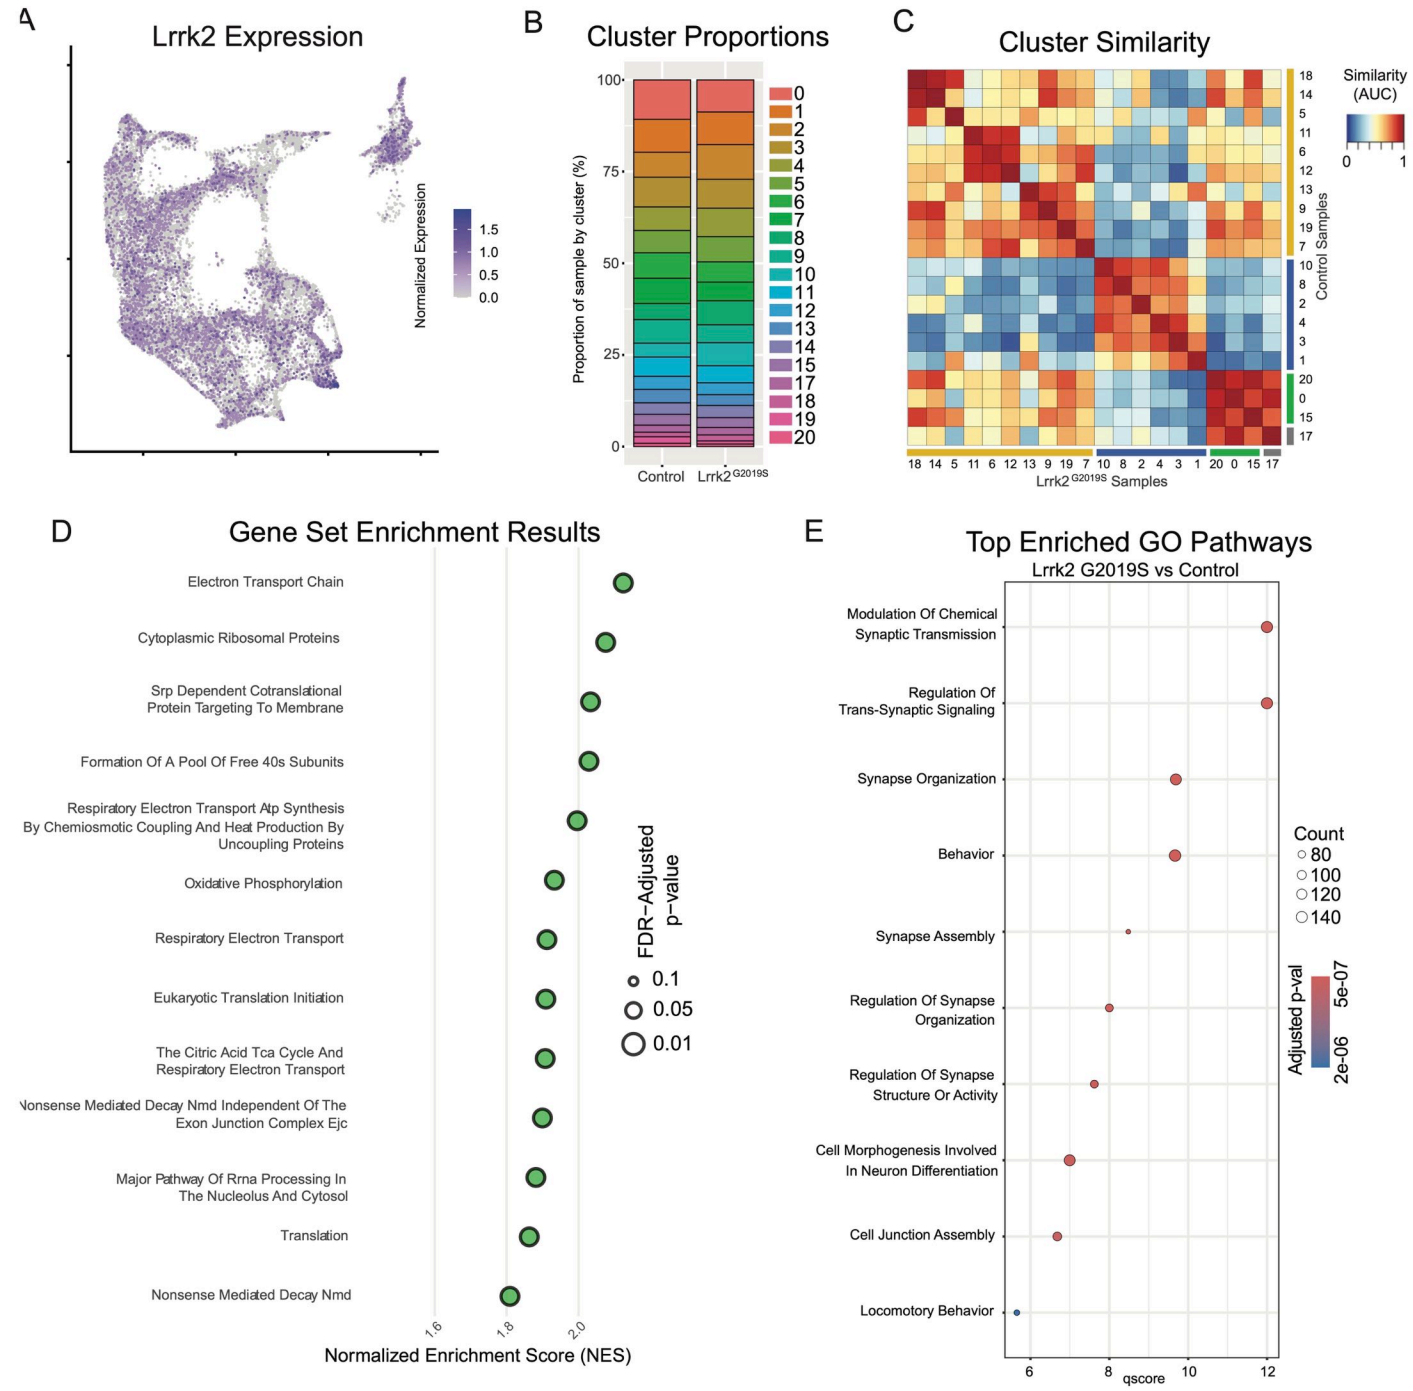 A
Lrrk2 Expression
Normalized Expression
1.5
1.0
0.5
0.0
B
Cluster Proportions
Proportion of sample by cluster (%)
100
75
50
25
0
Control
Lrrk2 G2019S
0
1
2
3
4
5
6
7
8
9
10
11
12
13
14
15
17
18
19
20
C
Cluster Similarity
18
14
5
11
6
12
13
9
19
7
10
8
2
4
3
1
20
0
15
17
Control Samples
18 14 5 11 6 12 13 9 19 7 10 8 2 4 3 1 20 0 15 17
Lrrk2 G2019S Samples
Similarity
(AUC)
0 1
D
Gene Set Enrichment Results
Electron Transport Chain
Cytoplasmic Ribosomal Proteins
Srp Dependent Cotranslational
Protein Targeting To Membrane
Formation Of A Pool Of Free 40s Subunits
Respiratory Electron Transport Atp Synthesis
By Chemiosmotic Coupling And Heat Production By
Uncoupling Proteins
Oxidative Phosphorylation
Respiratory Electron Transport
Eukaryotic Translation Initiation
The Citric Acid Tca Cycle And
Respiratory Electron Transport
Nonsense Mediated Decay Nmd Independent Of The
Exon Junction Complex Ejc
Major Pathway Of Rrna Processing In
The Nucleolus And Cytosol
Translation
Nonsense Mediated Decay Nmd
1.6
1.8
2.0
Normalized Enrichment Score (NES)
FDR−Adjusted
p−value
0.1
0.05
0.01
E
Top Enriched GO Pathways
Lrrk2 G2019S vs Control
Modulation Of Chemical
Synaptic Transmission
Regulation Of
Trans-Synaptic Signaling
Synapse Organization
Behavior
Synapse Assembly
Regulation Of Synapse
Organization
Regulation Of Synapse
Structure Or Activity
Cell Morphogenesis Involved
In Neuron Differentiation
Cell Junction Assembly
Locomotory Behavior
6
8
10
12
qscore
Count
80
100
120
140
Adjusted p-val
5e-07
2e-06